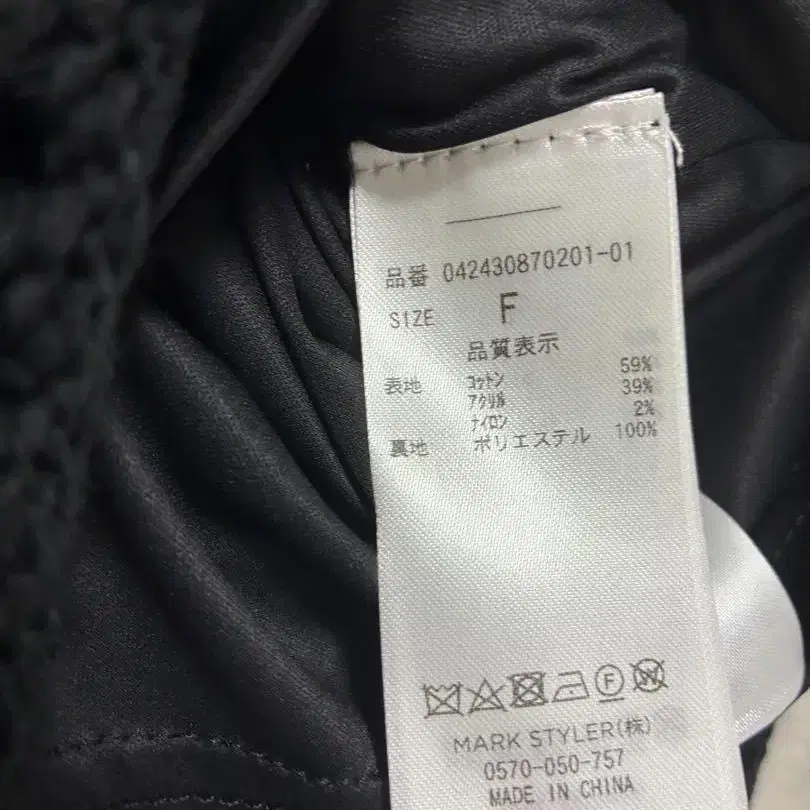 品番 042430870201-01
SIZE F
品質表示
表地 コットン 59%
アクリル 39%
ナイロン 2%
裏地 ポリエステル 100%
F W
MARK STYLER(株)
0570-050-757
MADE IN CHINA